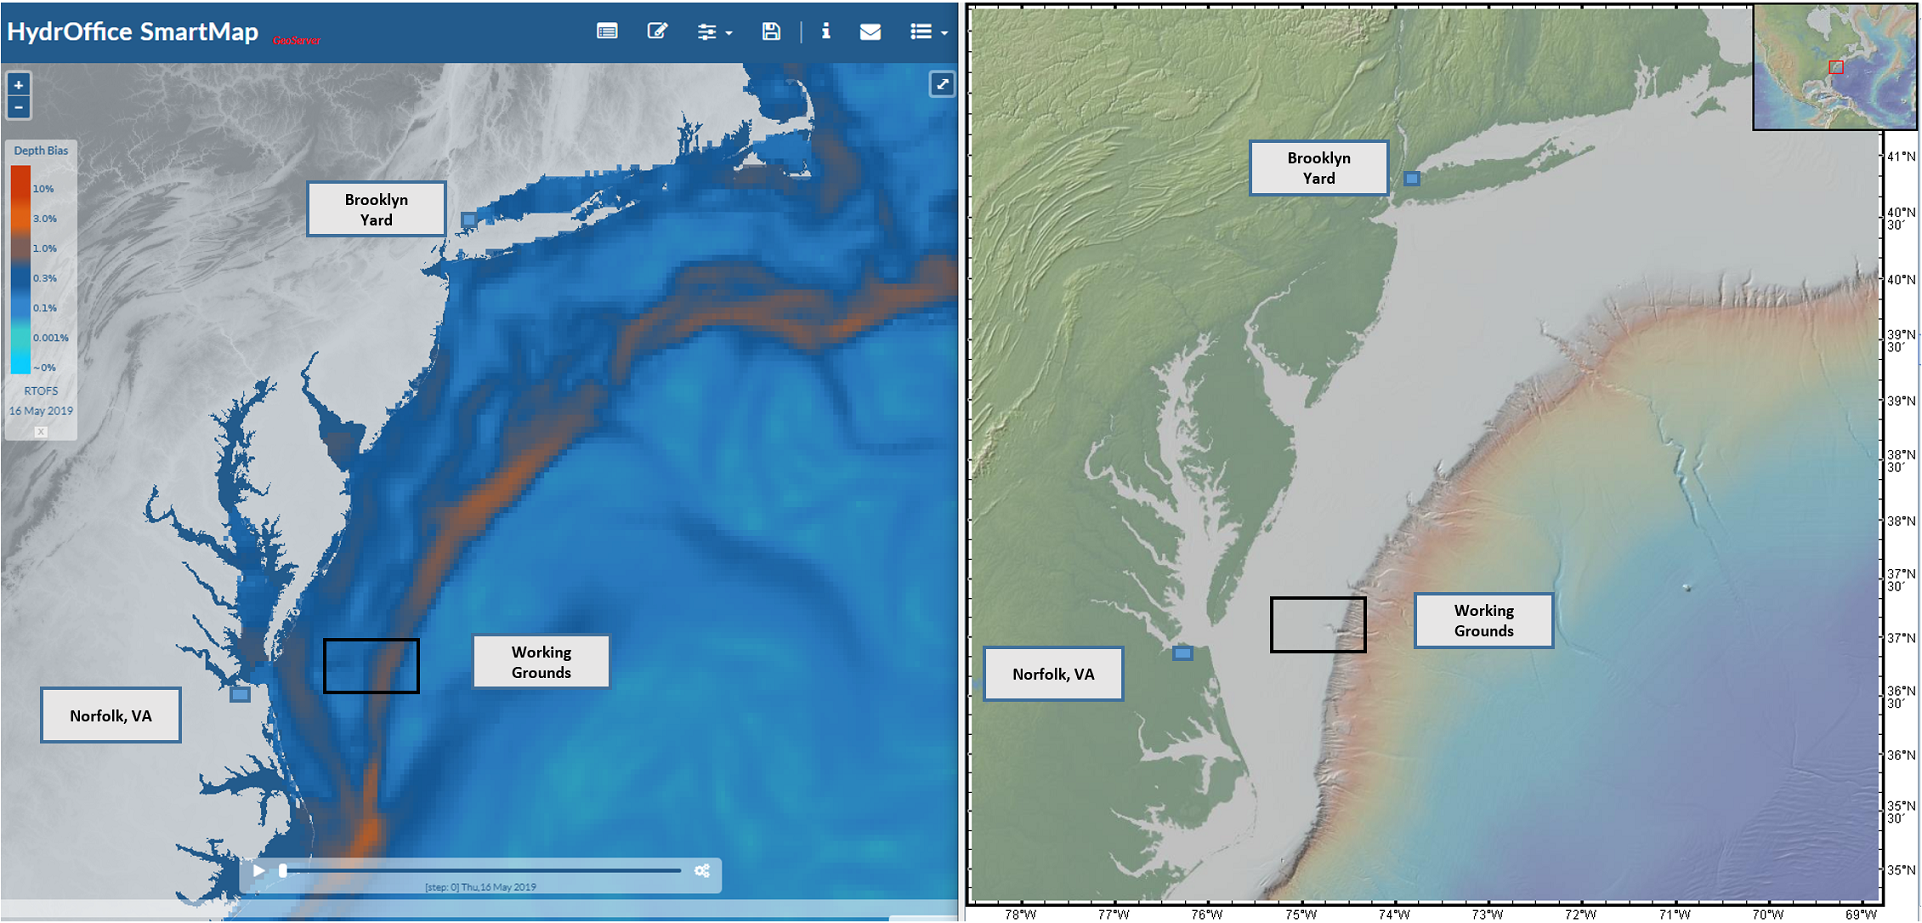 HydrOffice SmartMap GeoServer
+
−
Depth Bias
10%
3.0%
1.0%
0.3%
0.1%
0.001%
~0%
RTOFS
16 May 2019
X
Brooklyn
Yard
Working
Grounds
Norfolk, VA
[step: 0] Thu,16 May 2019
Brooklyn
Yard
Working
Grounds
Norfolk, VA
41°N
40°N
30'
40°N
39°N
30'
39°N
38°N
30'
38°N
37°N
30'
37°N
36°N
30'
36°N
35°N
30'
35°N
78°W 77°W 76°W 75°W 74°W 73°W 72°W 71°W 70°W 69°W